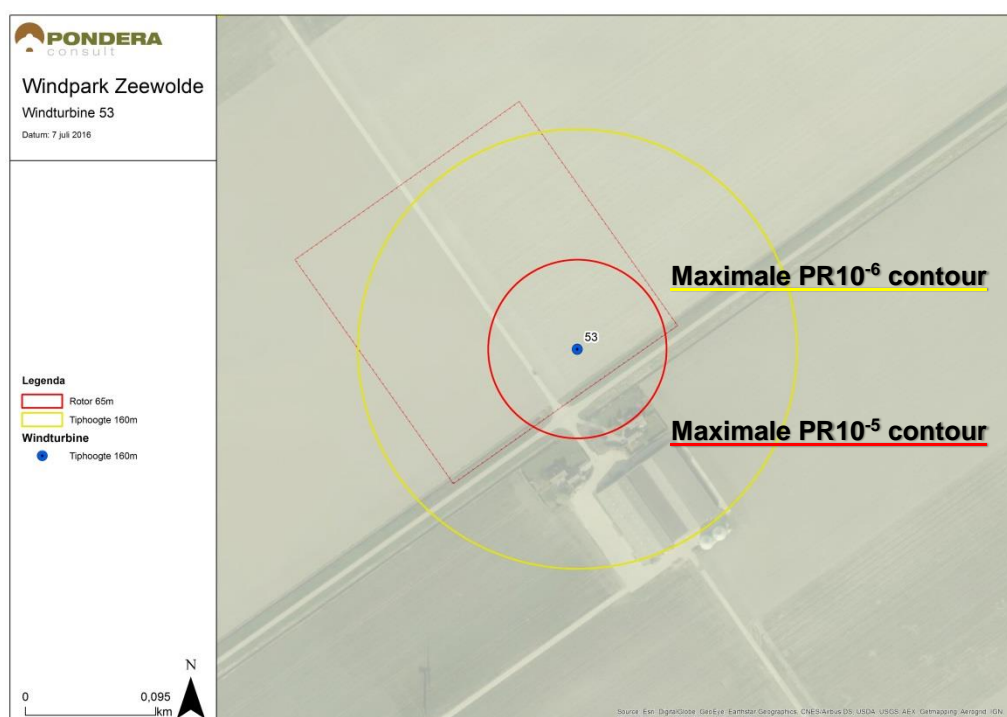 PONDERA
consult
Windpark Zeewolde
Windturbine 53
Datum: 7 juli 2016
Maximale PR10⁻⁶ contour
53
Maximale PR10⁻⁵ contour
Legenda
Rotor 65m
Tiphoogte 160m
Windturbine
Tiphoogte 160m
N
0 0,095
km
Source: Esri, DigitalGlobe, GeoEye, Earthstar Geographics, CNES/Airbus DS, USDA, USGS, AEX, Getmapping, Aerogrid, IGN,